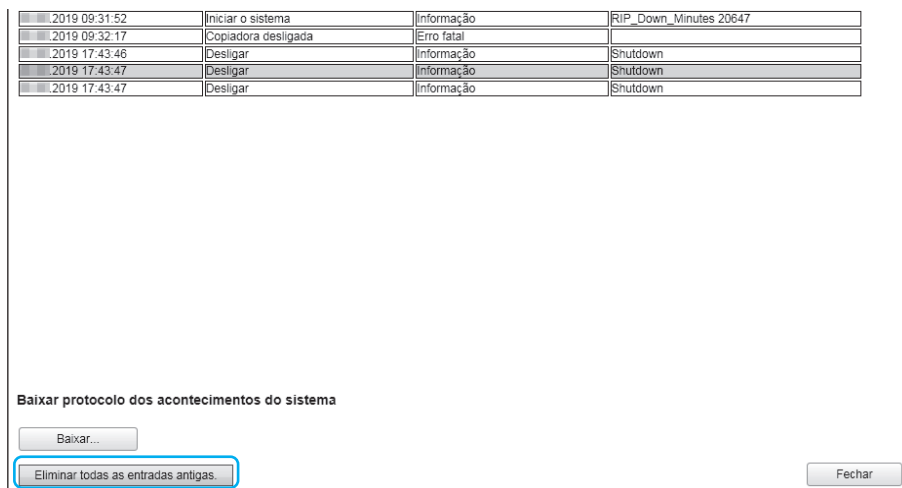 .2019 09:31:52 Iniciar o sistema Informação RIP_Down_Minutes 20647
.2019 09:32:17 Copiadora desligada Erro fatal
.2019 17:43:46 Desligar Informação Shutdown
.2019 17:43:47 Desligar Informação Shutdown
.2019 17:43:47 Desligar Informação Shutdown
Baixar protocolo dos acontecimentos do sistema
Baixar...
Eliminar todas as entradas antigas. Fechar